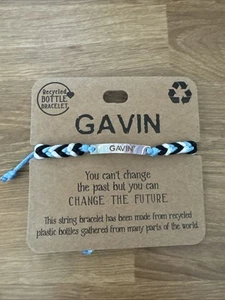 Recycled
BOTTLE
BRACELET
GAVIN
GAVIN
You can't change
the past but you can
CHANGE THE FUTURE
This string bracelet has been made from recycled
plastic bottles gathered from many parts of the world.